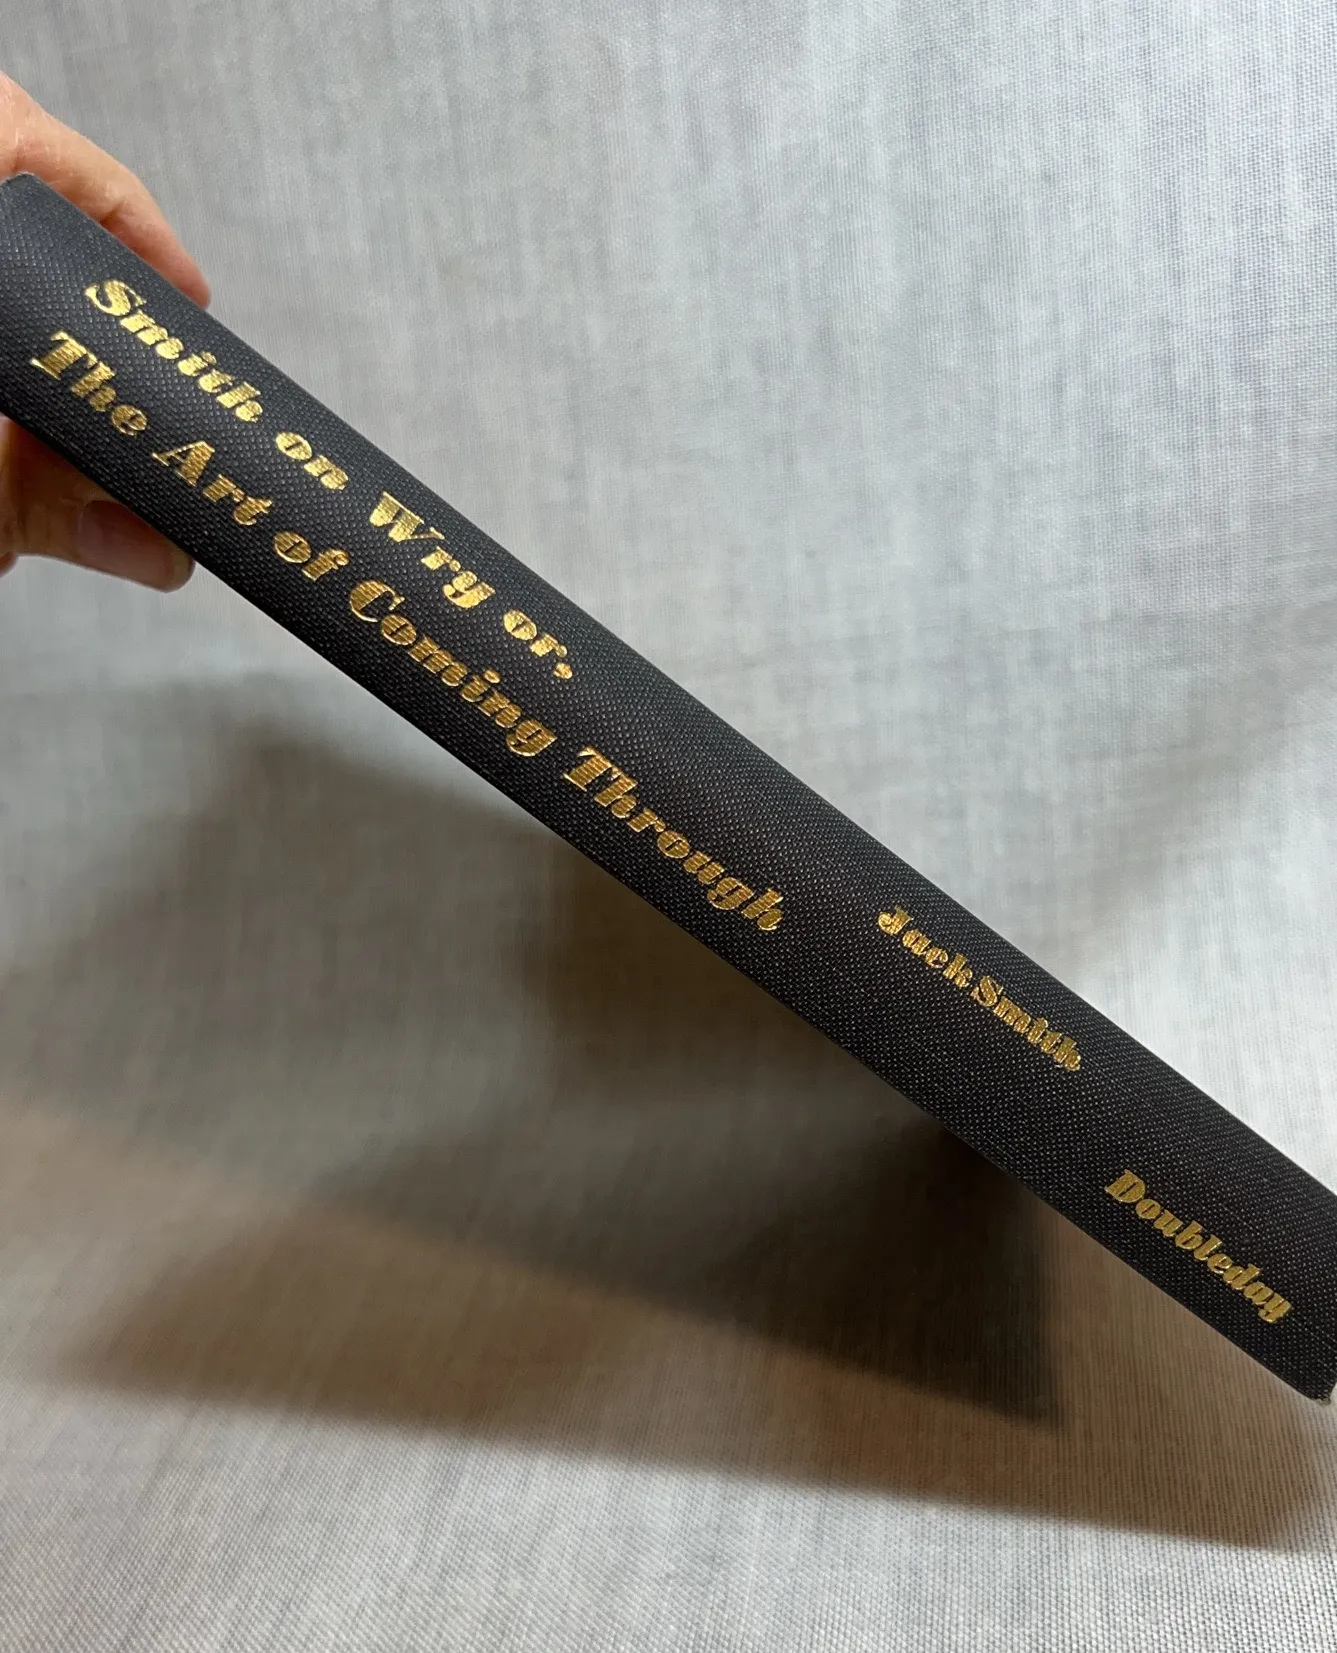 Smith on Wry or,
The Art of Coming Through
Jack Smith
Doubleday